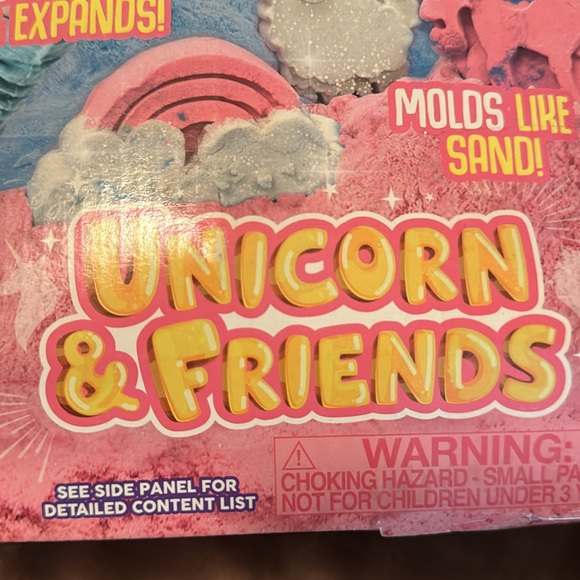 EXPANDS!
MOLDS LIKE
SAND!
UNICORN
& FRIENDS
WARNING:
CHOKING HAZARD - SMALL
NOT FOR CHILDREN UNDER 3
SEE SIDE PANEL FOR
DETAILED CONTENT LIST